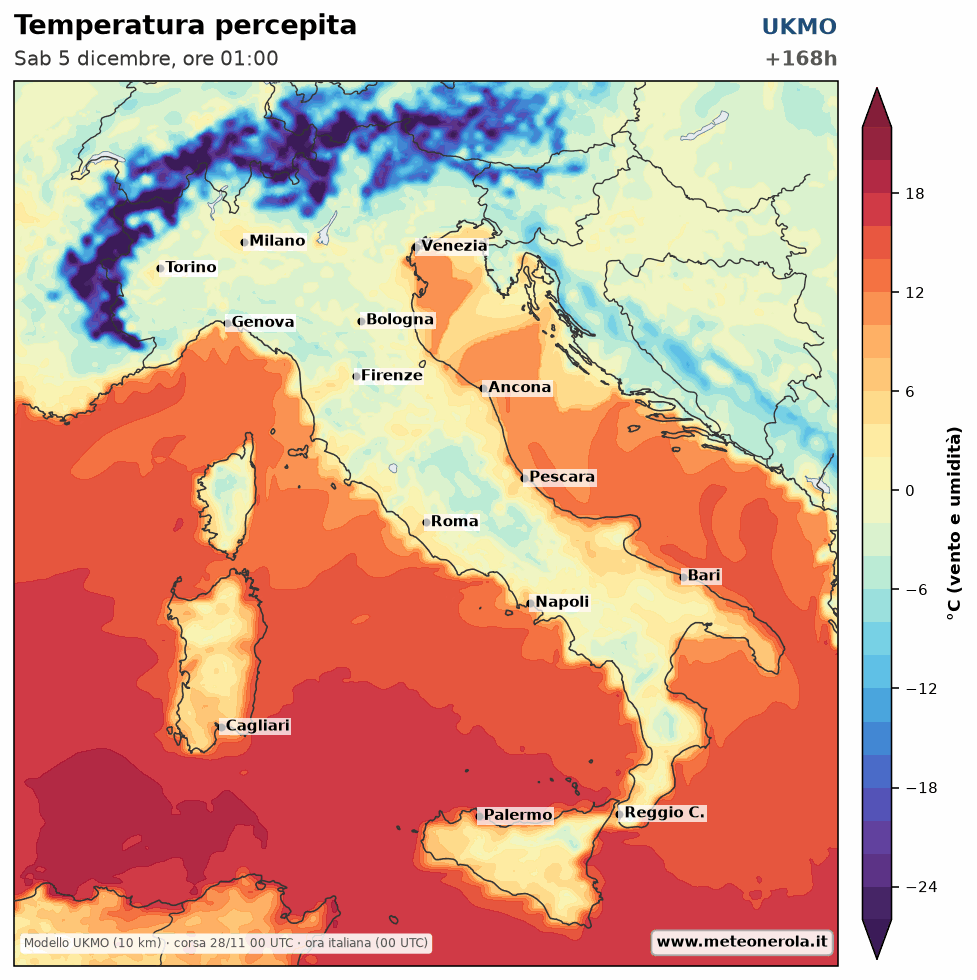 Temperatura percepita
UKMO
Sab 5 dicembre, ore 01:00
+168h
Milano
Venezia
Torino
Genova
Bologna
Firenze
Ancona
Pescara
Roma
Bari
Napoli
Cagliari
Palermo
Reggio C.
18
12
6
0
−6
−12
−18
−24
°C (vento e umidità)
Modello UKMO (10 km) · corsa 28/11 00 UTC · ora italiana (00 UTC)
www.meteonerola.it